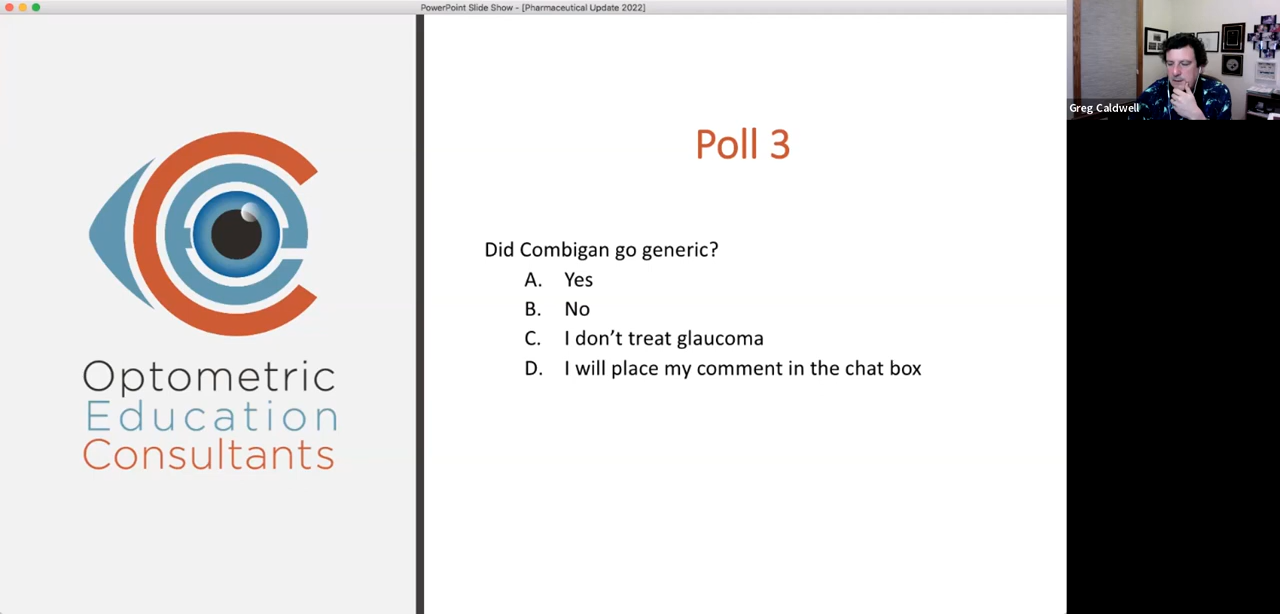 PowerPoint Slide Show - [Pharmaceutical Update 2022]
Optometric
Education
Consultants
Poll 3
Did Combigan go generic?
A. Yes
B. No
C. I don’t treat glaucoma
D. I will place my comment in the chat box
Greg Caldwell